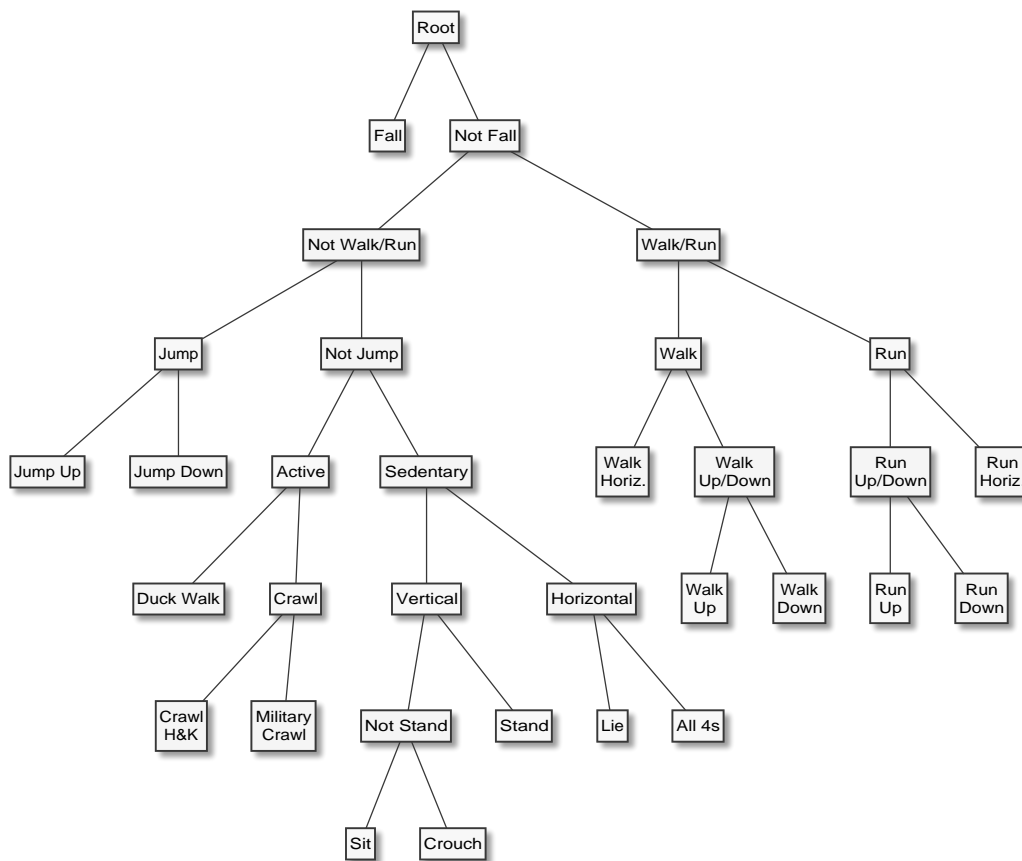 Root
Fall
Not Fall
Not Walk/Run
Walk/Run
Jump
Not Jump
Walk
Run
Jump Up
Jump Down
Active
Sedentary
Walk
Horiz.
Walk
Up/Down
Run
Up/Down
Run
Horiz.
Duck Walk
Crawl
Vertical
Horizontal
Walk
Up
Walk
Down
Run
Up
Run
Down
Crawl
H&K
Military
Crawl
Not Stand
Stand
Lie
All 4s
Sit
Crouch